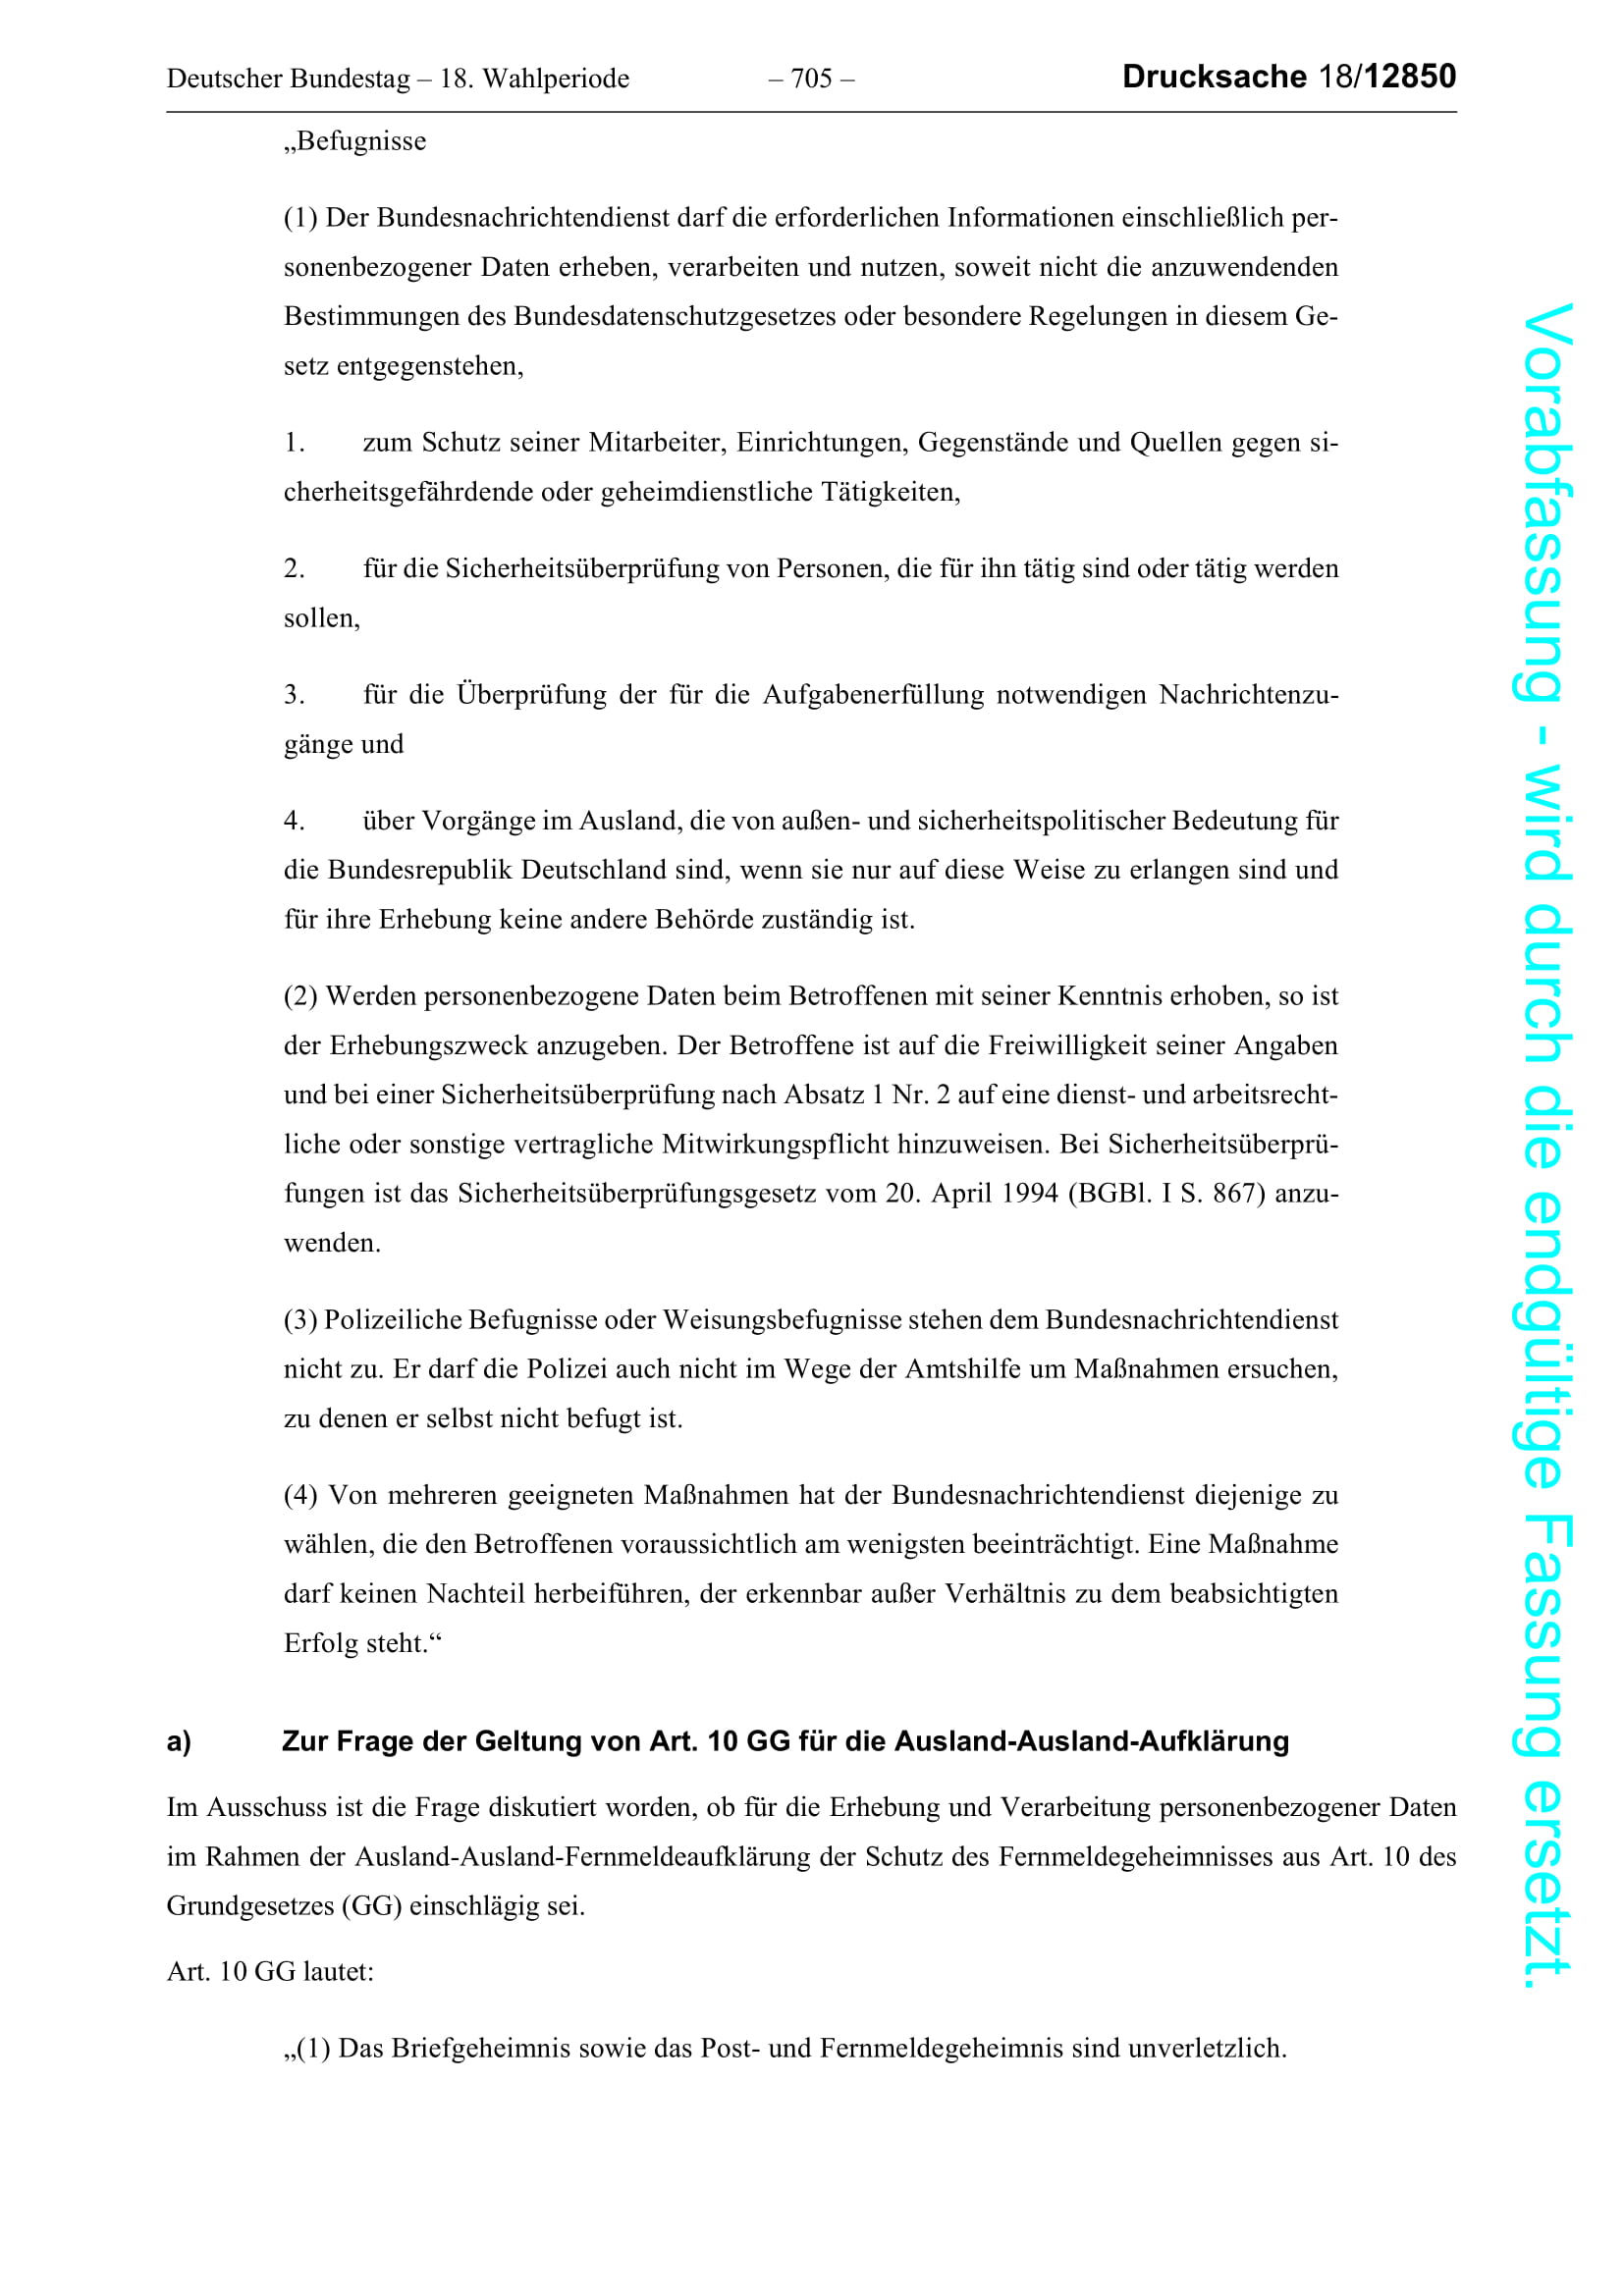 Deutscher Bundestag – 18. Wahlperiode – 705 – Drucksache 18/12850
„Befugnisse
(1) Der Bundesnachrichtendienst darf die erforderlichen Informationen einschließlich per-
sonenbezogener Daten erheben, verarbeiten und nutzen, soweit nicht die anzuwendenden
Bestimmungen des Bundesdatenschutzgesetzes oder besondere Regelungen in diesem Ge-
setz entgegenstehen,
1. zum Schutz seiner Mitarbeiter, Einrichtungen, Gegenstände und Quellen gegen si-
cherheitsgefährdende oder geheimdienstliche Tätigkeiten,
2. für die Sicherheitsüberprüfung von Personen, die für ihn tätig sind oder tätig werden
sollen,
3. für die Überprüfung der für die Aufgabenerfüllung notwendigen Nachrichtenzu-
gänge und
4. über Vorgänge im Ausland, die von außen- und sicherheitspolitischer Bedeutung für
die Bundesrepublik Deutschland sind, wenn sie nur auf diese Weise zu erlangen sind und
für ihre Erhebung keine andere Behörde zuständig ist.
(2) Werden personenbezogene Daten beim Betroffenen mit seiner Kenntnis erhoben, so ist
der Erhebungszweck anzugeben. Der Betroffene ist auf die Freiwilligkeit seiner Angaben
und bei einer Sicherheitsüberprüfung nach Absatz 1 Nr. 2 auf eine dienst- und arbeitsrecht-
liche oder sonstige vertragliche Mitwirkungspflicht hinzuweisen. Bei Sicherheitsüberprü-
fungen ist das Sicherheitsüberprüfungsgesetz vom 20. April 1994 (BGBl. I S. 867) anzu-
wenden.
(3) Polizeiliche Befugnisse oder Weisungsbefugnisse stehen dem Bundesnachrichtendienst
nicht zu. Er darf die Polizei auch nicht im Wege der Amtshilfe um Maßnahmen ersuchen,
zu denen er selbst nicht befugt ist.
(4) Von mehreren geeigneten Maßnahmen hat der Bundesnachrichtendienst diejenige zu
wählen, die den Betroffenen voraussichtlich am wenigsten beeinträchtigt. Eine Maßnahme
darf keinen Nachteil herbeiführen, der erkennbar außer Verhältnis zu dem beabsichtigten
Erfolg steht.“
a) Zur Frage der Geltung von Art. 10 GG für die Ausland-Ausland-Aufklärung
Im Ausschuss ist die Frage diskutiert worden, ob für die Erhebung und Verarbeitung personenbezogener Daten
im Rahmen der Ausland-Ausland-Fernmeldeaufklärung der Schutz des Fernmeldegeheimnisses aus Art. 10 des
Grundgesetzes (GG) einschlägig sei.
Art. 10 GG lautet:
„(1) Das Briefgeheimnis sowie das Post- und Fernmeldegeheimnis sind unverletzlich.
Vorabfassung - wird durch die endgültige Fassung ersetzt.